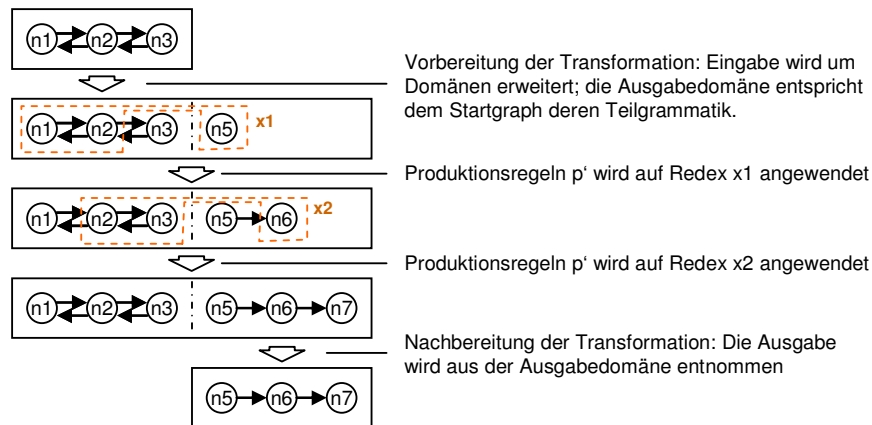 n1 n2 n3
Vorbereitung der Transformation: Eingabe wird um
Domänen erweitert; die Ausgabedomäne entspricht
dem Startgraph deren Teilgrammatik.
n1 n2 n3 n5 x1
Produktionsregeln p‘ wird auf Redex x1 angewendet
n1 n2 n3 n5 n6 x2
Produktionsregeln p‘ wird auf Redex x2 angewendet
n1 n2 n3 n5 n6 n7
Nachbereitung der Transformation: Die Ausgabe
wird aus der Ausgabedomäne entnommen
n5 n6 n7